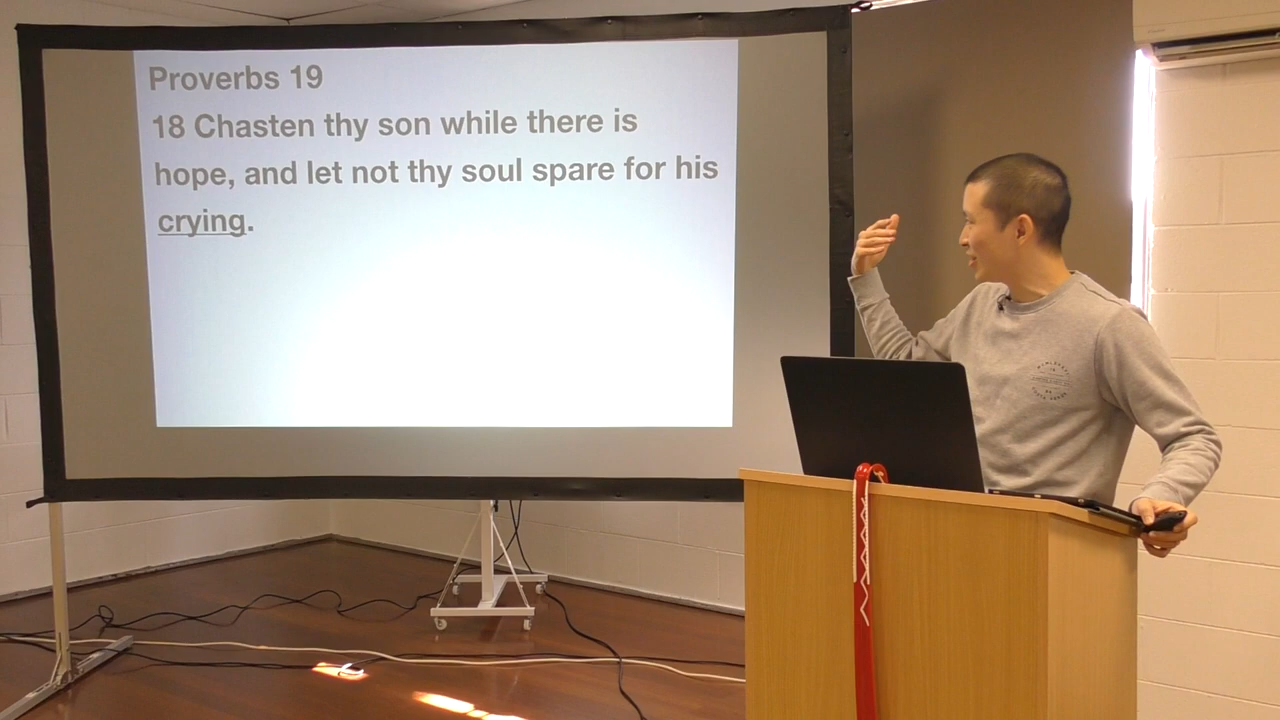 Proverbs 19
18 Chasten thy son while there is
hope, and let not thy soul spare for his
crying.